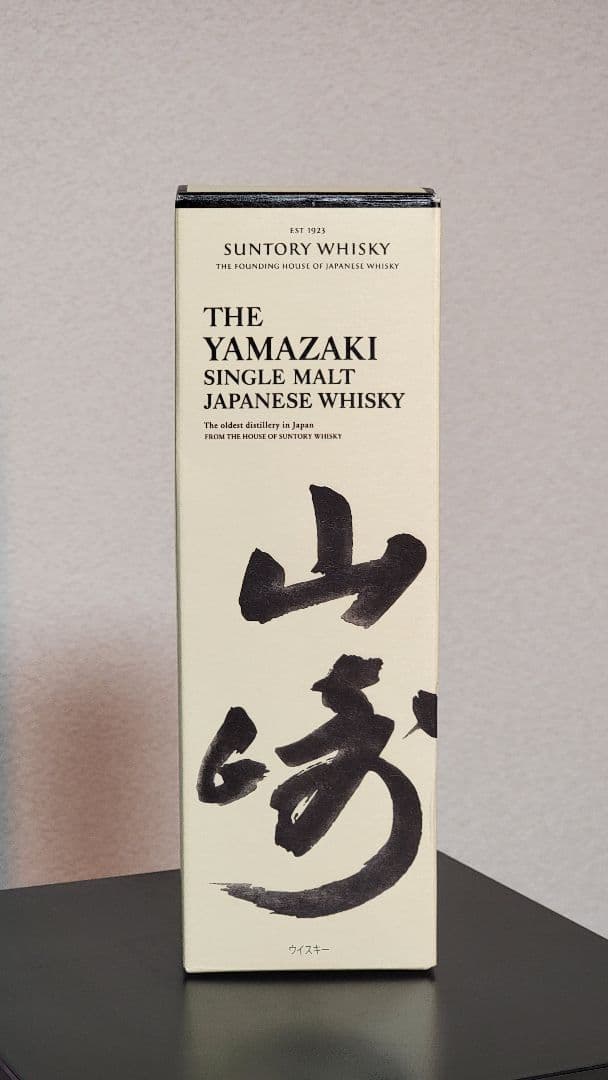 EST 1923
SUNTORY WHISKY
THE FOUNDING HOUSE OF JAPANESE WHISKY
THE
YAMAZAKI
SINGLE MALT
JAPANESE WHISKY
The oldest distillery in Japan
FROM THE HOUSE OF SUNTORY WHISKY
山
崎
ウイスキー